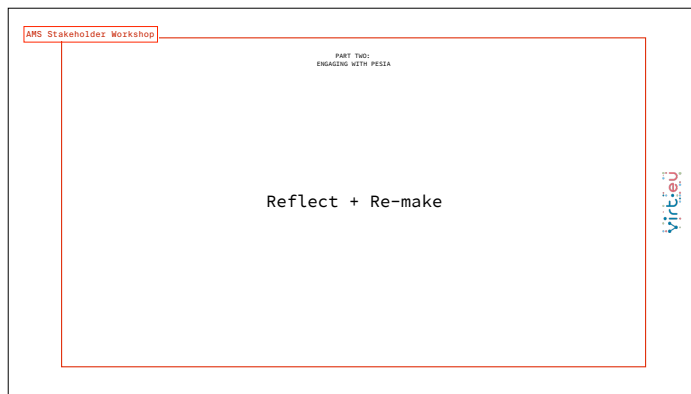 AMS Stakeholder Workshop
PART TWO:
ENGAGING WITH PESIA
Reflect + Re-make
virt·eu